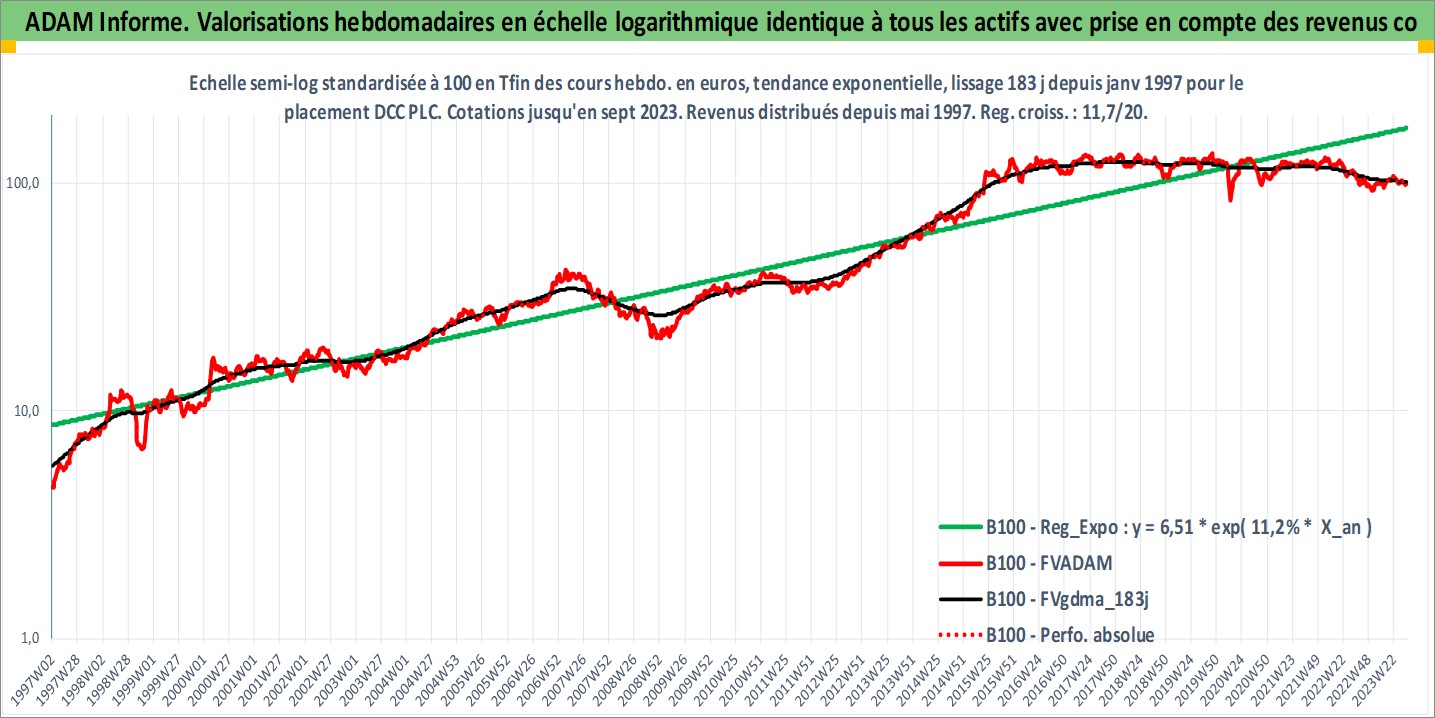 ADAM Informe. Valorisations hebdomadaires en échelle logarithmique identique à tous les actifs avec prise en compte des revenus co
Echelle semi-log standardisée à 100 en Tfin des cours hebdo. en euros, tendance exponentielle, lissage 183 j depuis janv 1997 pour le
placement DCC PLC. Cotations jusqu'en sept 2023. Revenus distribués depuis mai 1997. Reg. croiss. : 11,7/20.
100,0
10,0
1,0
B100 - Reg_Expo : y = 6,51 * exp( 11,2% * X_an )
B100 - FVADAM
B100 - FVgdma_183j
B100 - Perfo. absolue
1997W02
1997W28
1998W02
1998W28
1999W01
1999W27
2000W01
2000W27
2001W01
2001W27
2002W01
2002W27
2003W01
2003W27
2004W01
2004W27
2004W53
2005W26
2005W52
2006W26
2006W52
2007W26
2007W52
2008W26
2008W52
2009W26
2009W52
2010W26
2010W51
2011W25
2011W51
2012W25
2012W51
2013W25
2013W51
2014W25
2014W51
2015W25
2015W51
2016W24
2016W50
2017W24
2017W50
2018W24
2018W50
2019W24
2019W50
2020W24
2020W50
2021W23
2021W49
2022W22
2022W48
2023W22